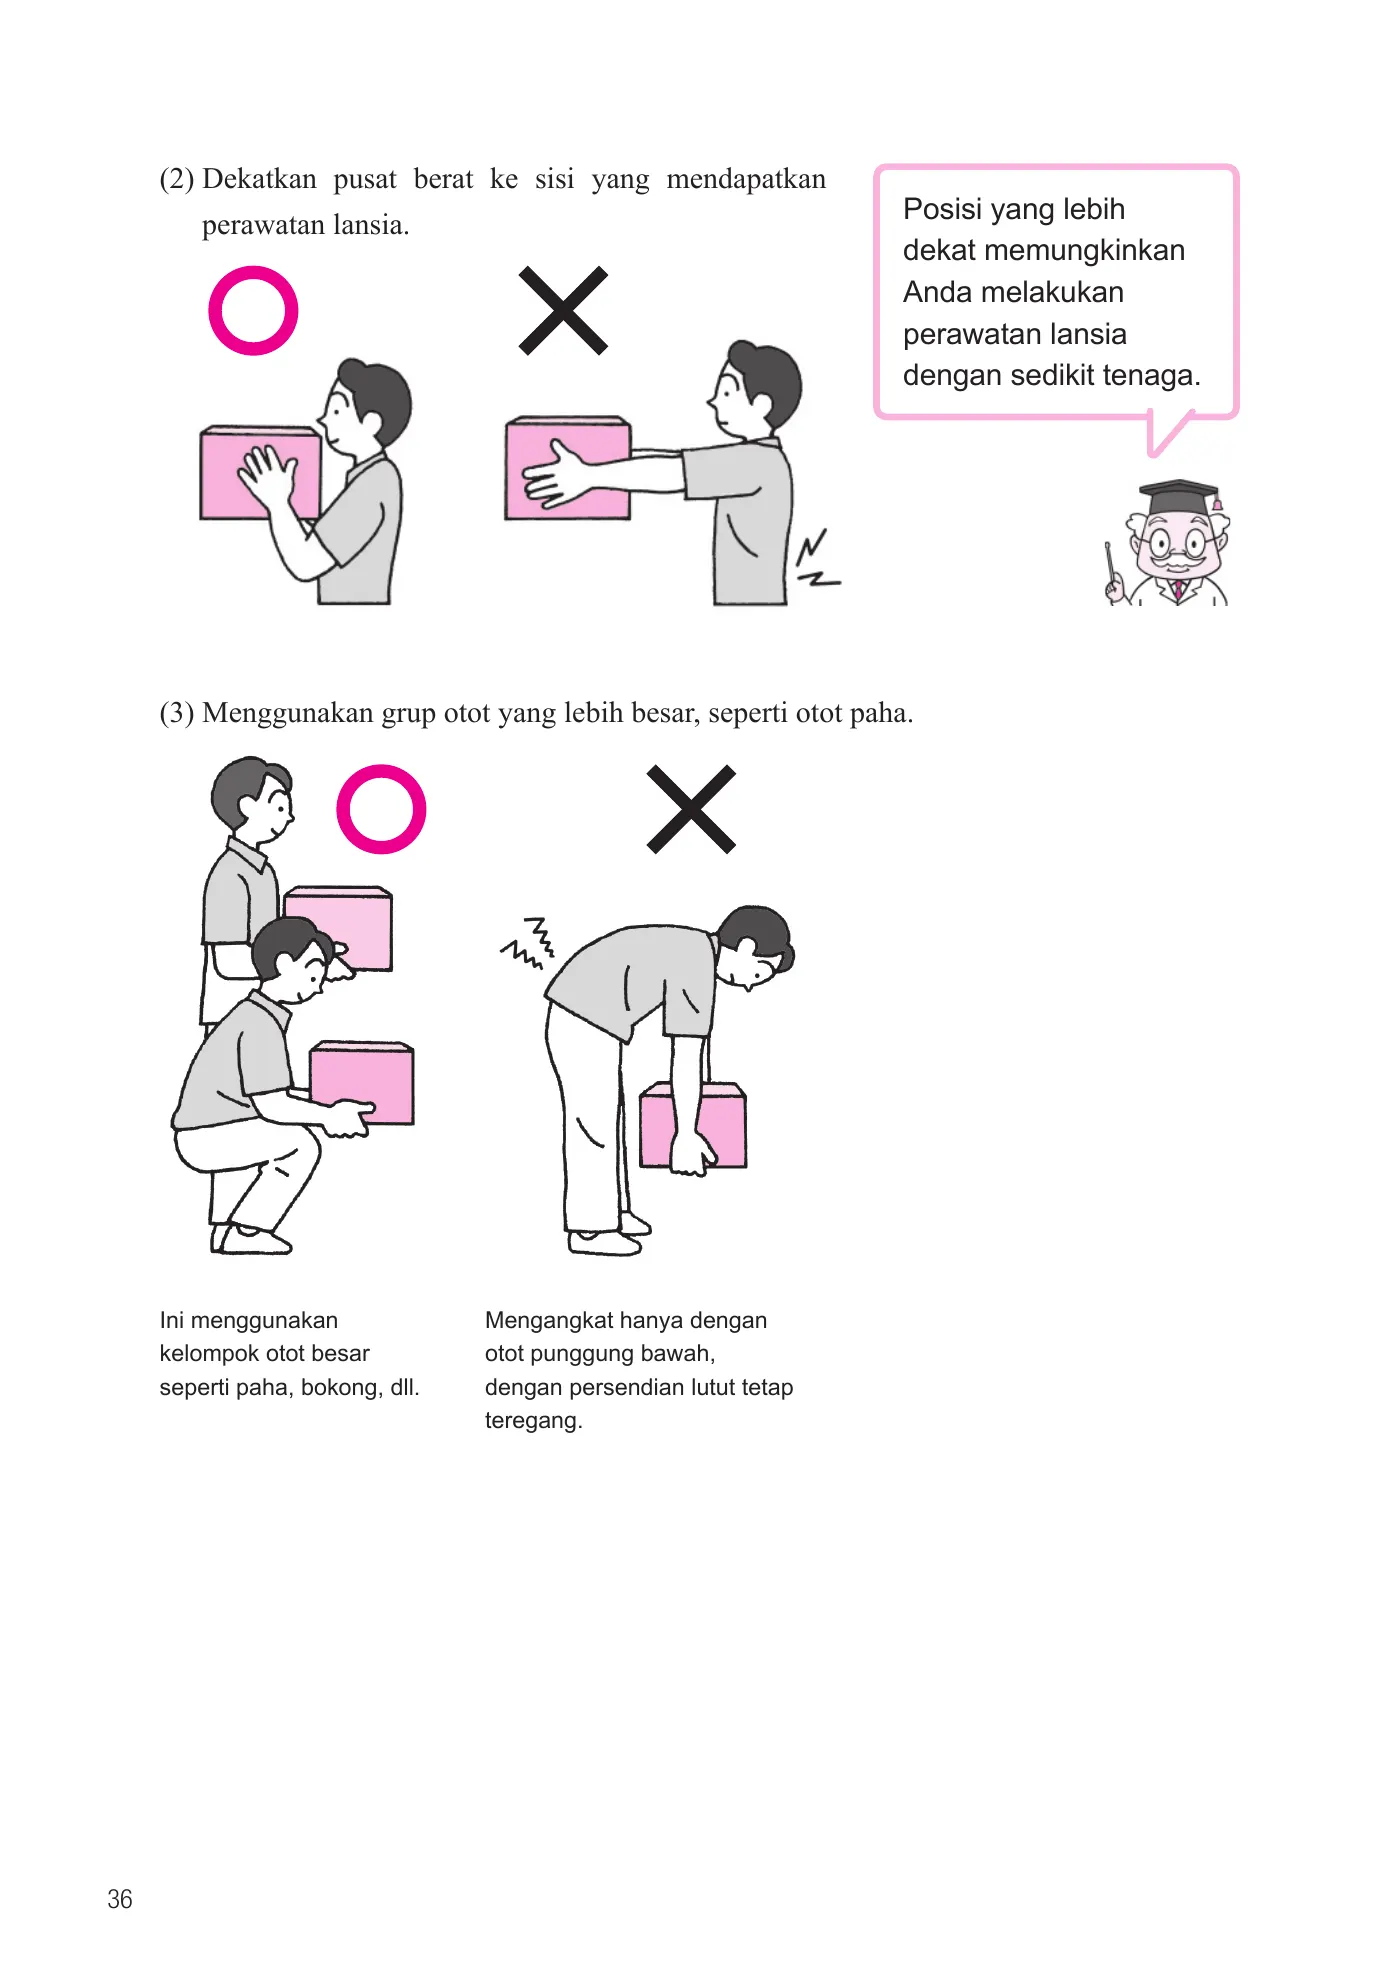 (2) Dekatkan pusat berat ke sisi yang mendapatkan
perawatan lansia.
Posisi yang lebih
dekat memungkinkan
Anda melakukan
perawatan lansia
dengan sedikit tenaga.
(3) Menggunakan grup otot yang lebih besar, seperti otot paha.
Ini menggunakan
kelompok otot besar
seperti paha, bokong, dll.
Mengangkat hanya dengan
otot punggung bawah,
dengan persendian lutut tetap
teregang.
36